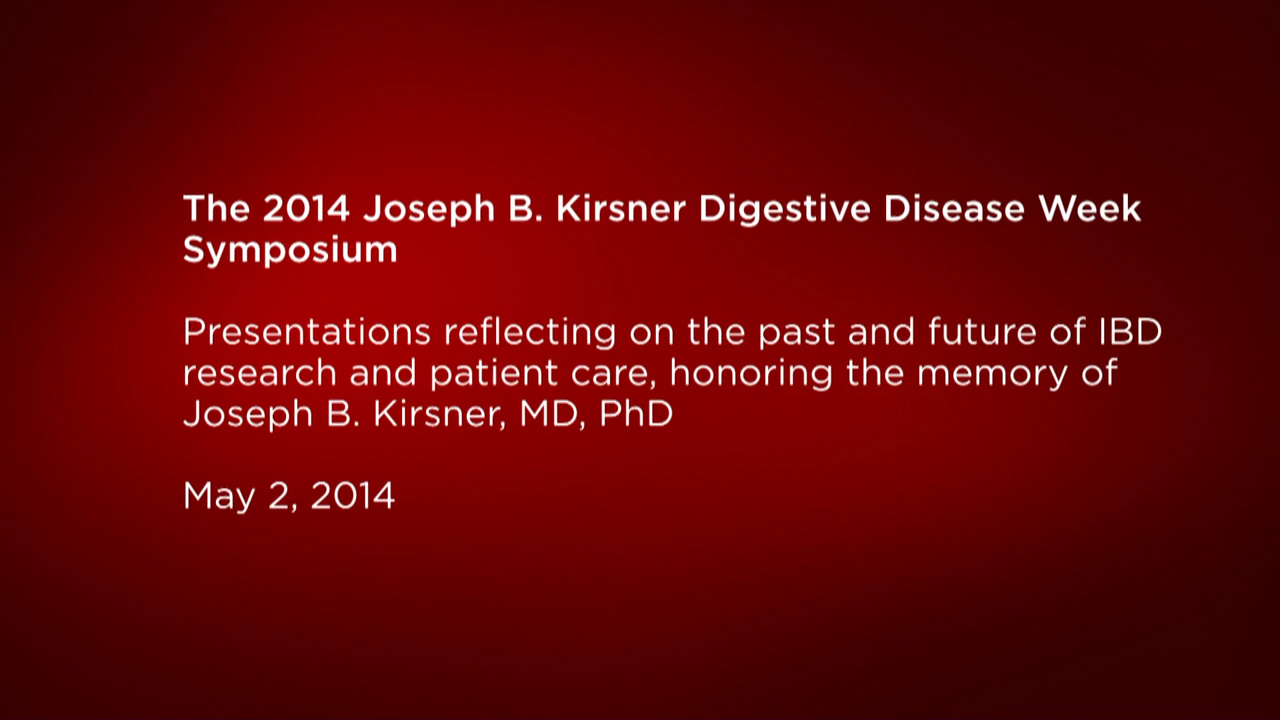 The 2014 Joseph B. Kirsner Digestive Disease Week
Symposium
Presentations reflecting on the past and future of IBD
research and patient care, honoring the memory of
Joseph B. Kirsner, MD, PhD
May 2, 2014